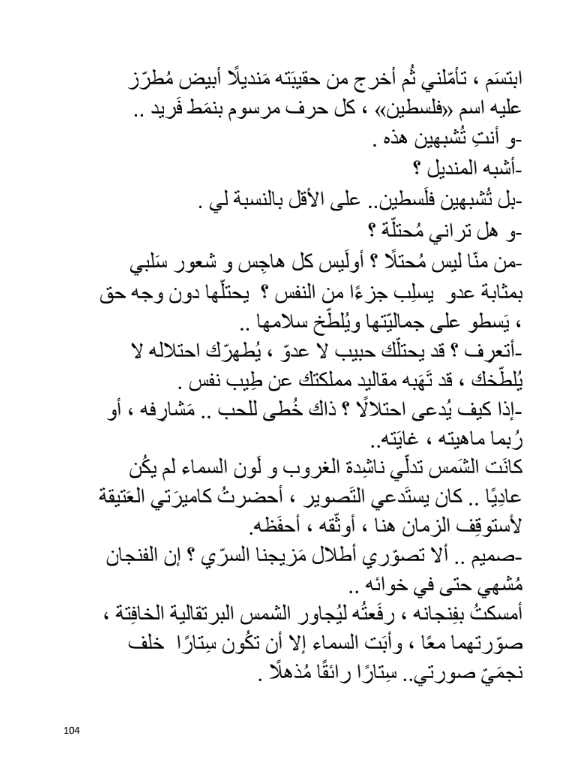 ابتسَم ، تأمّلني ثُم أخرج من حقيبَته مَنديلًا أبيض مُطرّز
عليه اسم «فلسطين» ، كل حرف مرسوم بنمَط فَريد ..
-و أنتِ تُشبهين هذه .
-أشبه المنديل ؟
-بل تُشبهين فلَسطين.. على الأقل بالنسبة لي .
-و هل تراني مُحتلّة ؟
-من منّا ليس مُحتلًا ؟ أولَيس كل هاجِس و شعور سَلبي
بمثابة عدو يسلِب جزءًا من النفس ؟ يحتلّها دون وجه حق
، يَسطو على جماليّتها ويُلطّخ سلامها ..
-أتعرف ؟ قد يحتلّك حبيب لا عدوّ ، يُطهرّك احتلاله لا
يُلطّخك ، قد تَهَبه مقاليد مملكتك عن طِيب نفس .
-إذا كيف يُدعى احتلالًا ؟ ذاك خُطى للحب .. مَشارفه ، أو
رُبما ماهيته ، غايَته..
كانَت الشَمس تدلّي ناشِدة الغروب و لَون السماء لم يكُن
عادِيًا .. كان يستَدعي التَصوير ، أحضرتُ كاميرَتي العَتيقة
لأستوقِف الزمان هنا ، أوثّقه ، أحفَظه.
-صميم .. ألا تصوّري أطلال مَزيجنا السرّي ؟ إن الفنجان
مُشهي حتى في خوائه ..
أمسكتُ بفِنجانه ، رفَعتُه ليُجاور الشمس البرتقالية الخافِتة ،
صوّرتهما معًا ، وأبَت السماء إلا أن تكُون سِتارًا خلف
نجمَيّ صورتي.. سِتارًا رائقًا مُذهلًا .
104